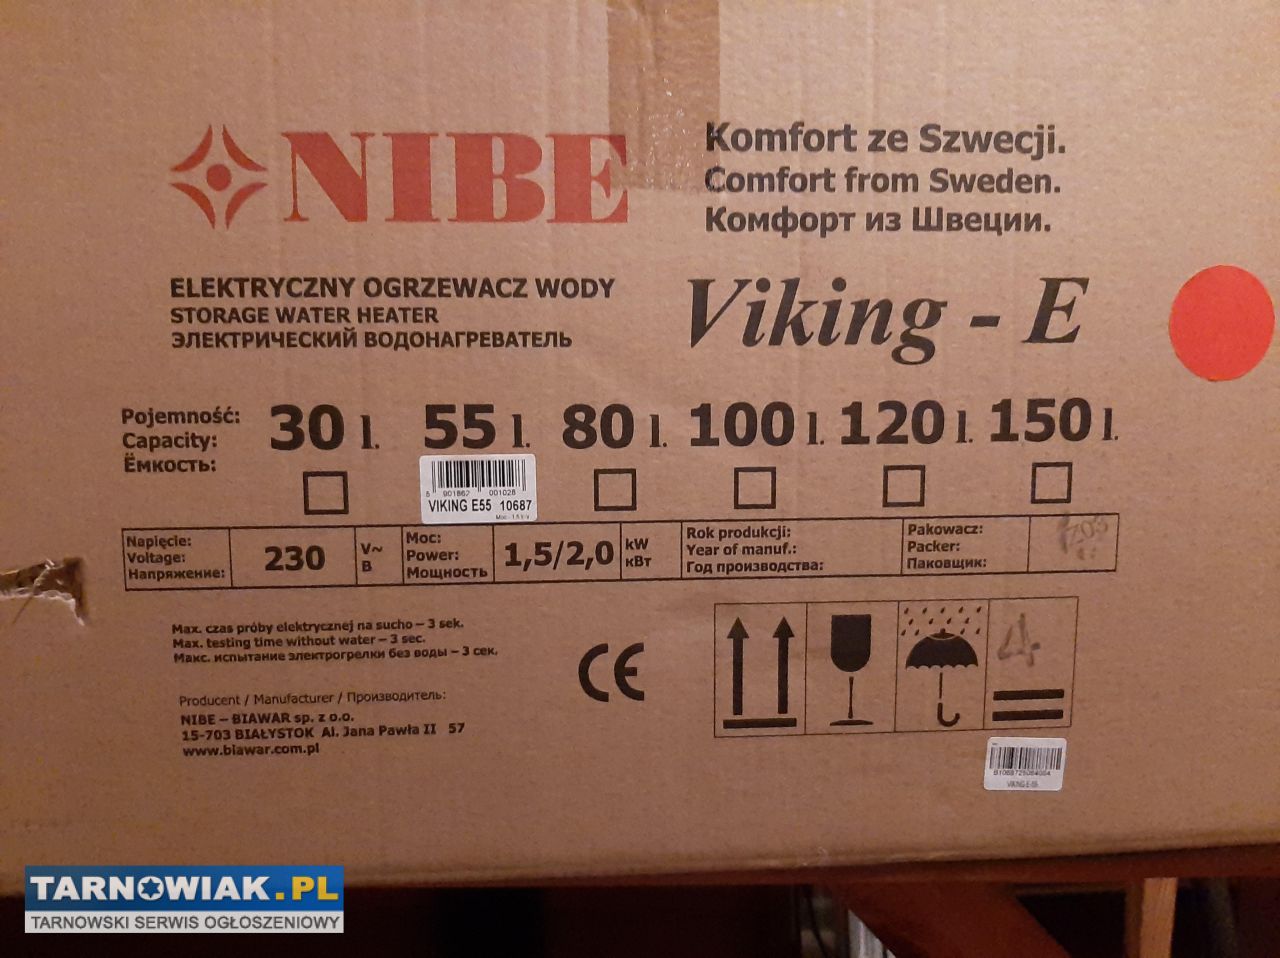 NIBE
Komfort ze Szwecji.
Comfort from Sweden.
Комфорт из Швеции.
ELEKTRYCZNY OGRZEWACZ WODY
STORAGE WATER HEATER
ЭЛЕКТРИЧЕСКИЙ ВОДОНАГРЕВАТЕЛЬ
Viking - E
Pojemność:
Capacity:
Ёмкость:
30 l. 55 l. 80 l. 100 l. 120 l. 150 l.
5 901862 001028
VIKING E55 10687
Napięcie:
Voltage:
Напряжение:
230
V~
В
Moc:
Power:
Мощность
1,5/2,0
kW
кВт
Rok produkcji:
Year of manuf.:
Год производства:
Pakowacz:
Packer:
Паковщик:
Max. czas próby elektrycznej na sucho – 3 sek.
Max. testing time without water – 3 sec.
Макс. испытание электрогрелки без воды – 3 сек.
CE
4
Producent / Manufacturer / Производитель:
NIBE – BIAWAR sp. z o.o.
15-703 BIAŁYSTOK Al. Jana Pawła II 57
www.biawar.com.pl
VIKING-E-55
TARNOWIAK.PL
TARNOWSKI SERWIS OGŁOSZENIOWY